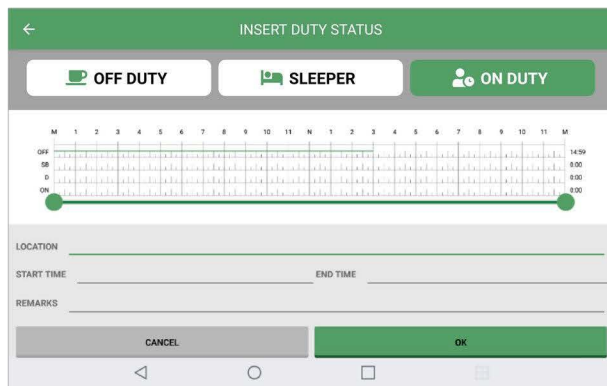 INSERT DUTY STATUS
OFF DUTY SLEEPER ON DUTY
M 1 2 3 4 5 6 7 8 9 10 11 N 1 2 3 4 5 6 7 8 9 10 11 M
OFF 14:59
SB 0:00
D 0:00
ON 0:00
LOCATION
START TIME END TIME
REMARKS
CANCEL OK